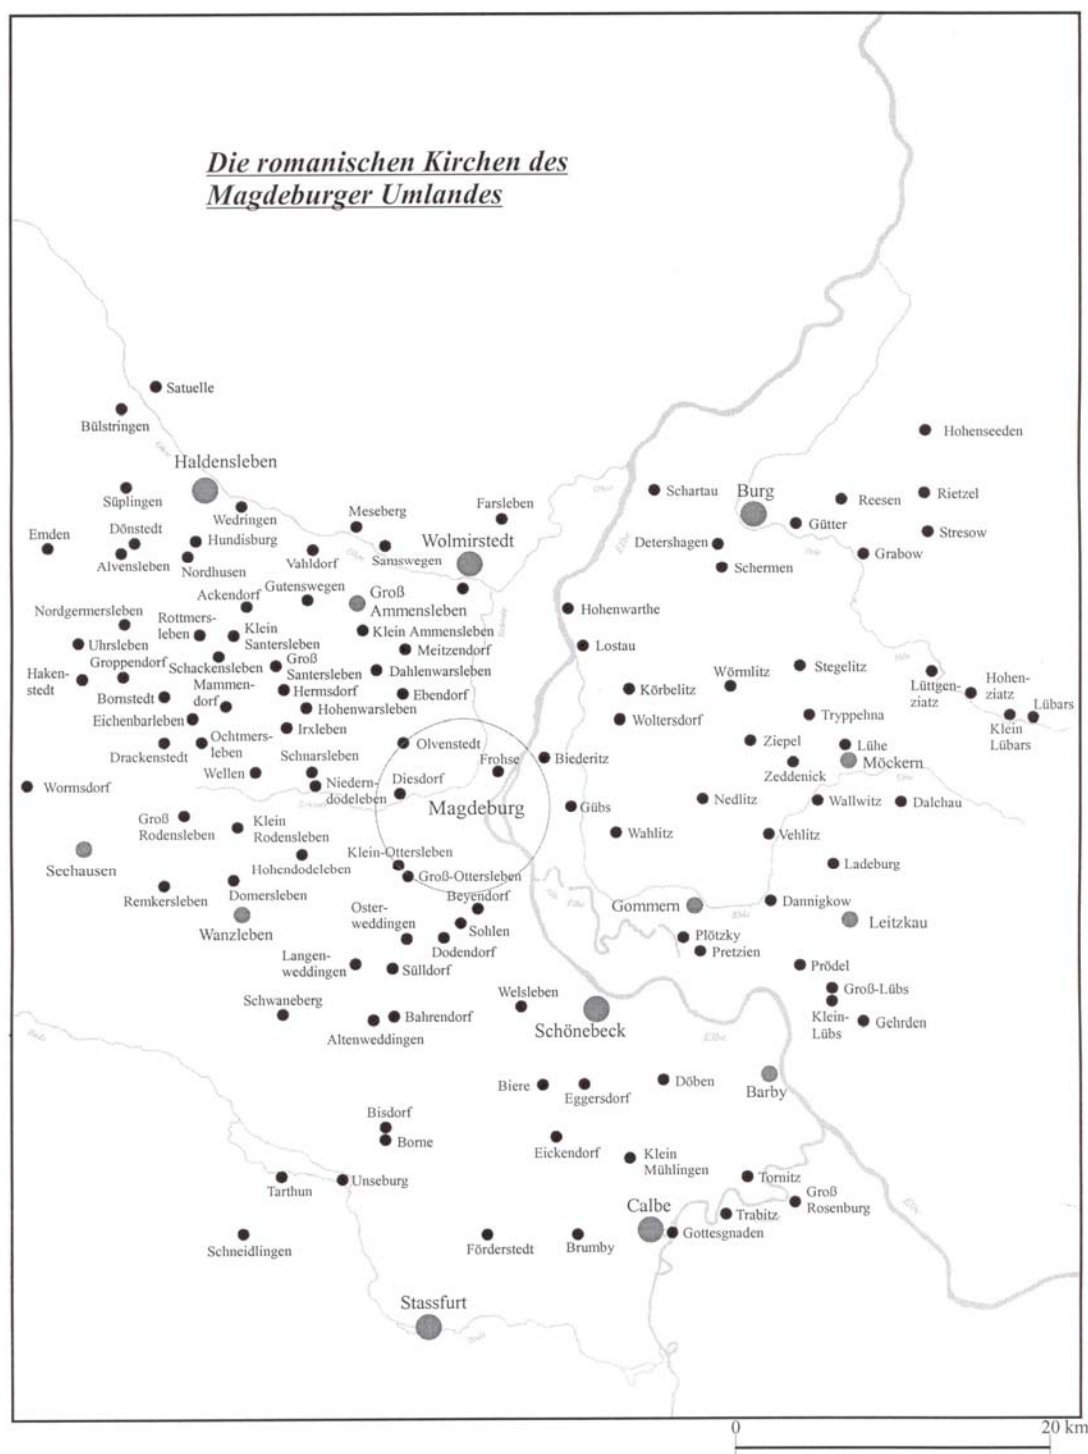 Die romanischen Kirchen des
Magdeburger Umlandes
Satuelle
Bülstringen
Hohenseeden
Haldensleben
Süplingen
Wedringen
Meseberg
Farsleben
Schartau
Burg
Reesen
Rietzel
Emden
Dönstedt
Hundisburg
Wolmirstedt
Ohre
Elbe
Detershagen
Gütter
Stresow
Alvensleben
Nordhusen
Vahldorf
Samswegen
Schermen
Ihle
Grabow
Ackendorf
Gutenswegen
Groß
Ammensleben
Hohenwarthe
Nordgermersleben
Rottmers-
leben
Klein
Santersleben
Klein Ammensleben
Uhrsleben
Meitzendorf
Lostau
Groppendorf
Schackensleben
Groß
Santersleben
Dahlenwarsleben
Wörmlitz
Stegelitz
Ihle
Haken-
stedt
Mammen-
dorf
Hermsdorf
Ebendorf
Körbelitz
Lüttgen-
ziatz
Hohen-
ziatz
Bornstedt
Hohenwarsleben
Lübars
Eichenbarleben
Irxleben
Woltersdorf
Tryppehna
Klein
Lübars
Drackenstedt
Ochtmers-
leben
Schnarsleben
Olvenstedt
Ziepel
Lühe
Wellen
Frohse
Biederitz
Zeddenick
Möckern
Wormsdorf
Niedern-
dodeleben
Diesdorf
Magdeburg
Gübs
Nedlitz
Wallwitz
Dalchau
Groß
Rodensleben
Klein
Rodensleben
Wahlitz
Vehlitz
Seehausen
Hohendodeleben
Klein-Ottersleben
Groß-Ottersleben
Ladeburg
Remkersleben
Domersleben
Beyendorf
Elbe
Gommern
Ehle
Dannigkow
Wanzleben
Oster-
weddingen
Sohlen
Leitzkau
Dodendorf
Plötzky
Pretzien
Langen-
weddingen
Sülldorf
Prödel
Schwaneberg
Welsleben
Groß-Lübs
Bahrendorf
Altenweddingen
Schönebeck
Klein-
Lübs
Gehrden
Elbe
Biere
Eggersdorf
Döben
Barby
Bisdorf
Borne
Eickendorf
Klein
Mühlingen
Tarthun
Unseburg
Tornitz
Groß
Rosenburg
Calbe
Trabitz
Schneidlingen
Förderstedt
Brumby
Gottesgnaden
Stassfurt
0
20 km